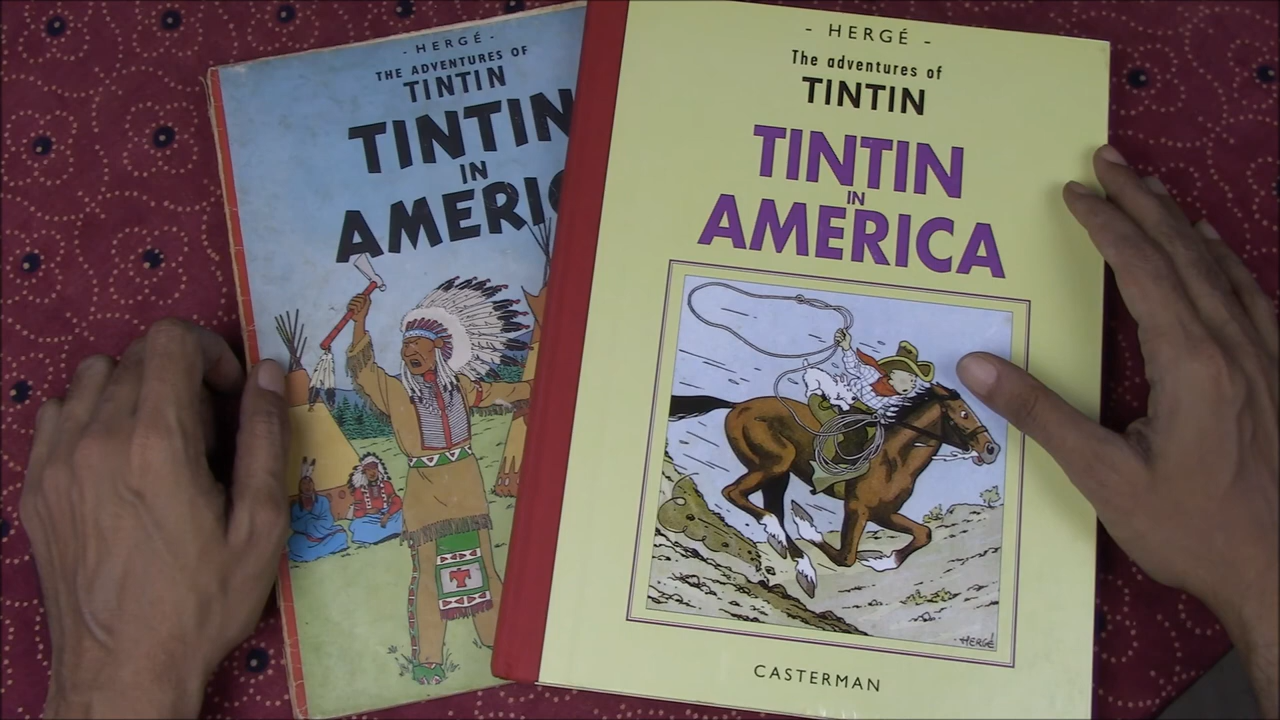 - HERGÉ -
THE ADVENTURES OF
TINTIN
TINTIN
IN
AMERIC
- HERGÉ -
The adventures of
TINTIN
TINTIN
IN
AMERICA
HERGÉ
CASTERMAN